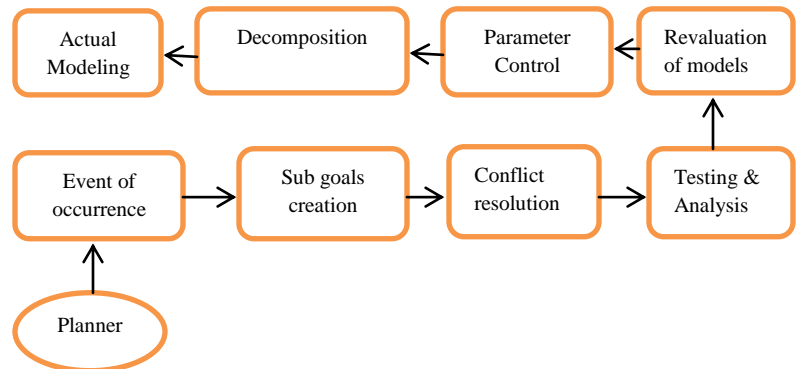 Actual
Modeling
Decomposition
Parameter
Control
Revaluation
of models
Event of
occurrence
Sub goals
creation
Conflict
resolution
Testing &
Analysis
Planner